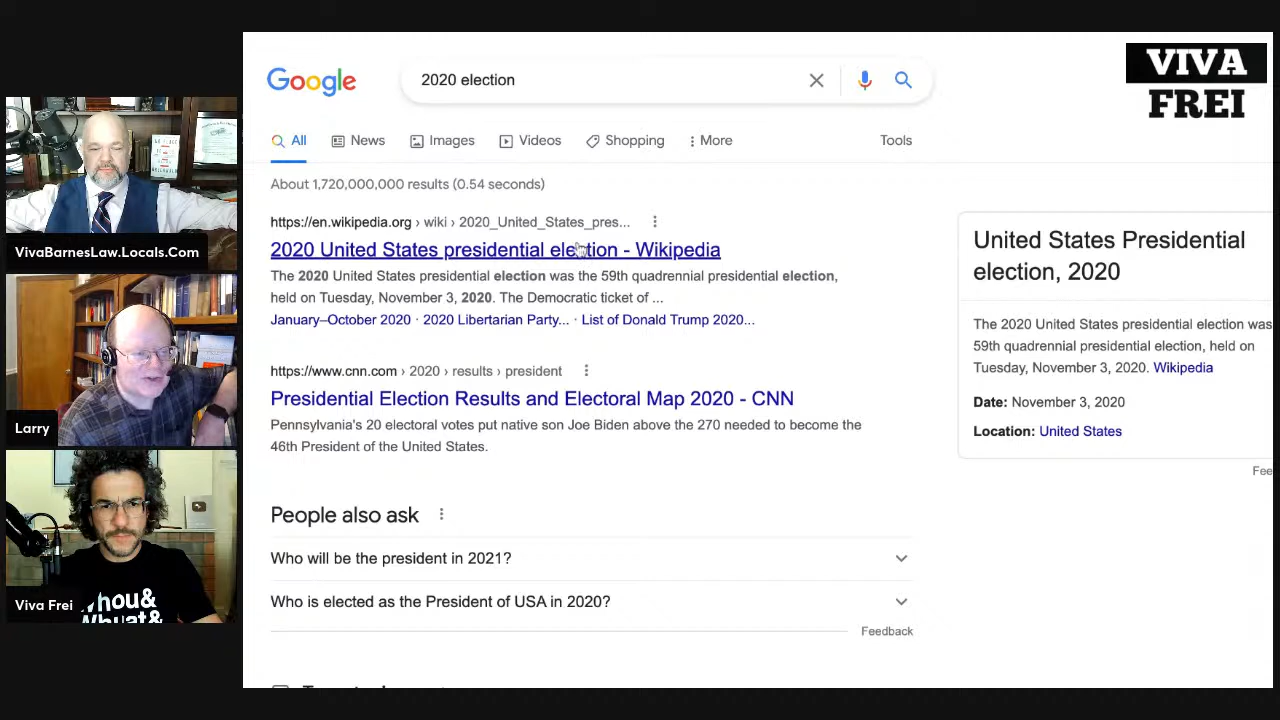 VIVA
FREI
Google
2020 election
All
News
Images
Videos
Shopping
More
Tools
About 1,720,000,000 results (0.54 seconds)
https://en.wikipedia.org › wiki › 2020_United_States_pres...
2020 United States presidential election - Wikipedia
The 2020 United States presidential election was the 59th quadrennial presidential election,
held on Tuesday, November 3, 2020. The Democratic ticket of ...
January–October 2020 · 2020 Libertarian Party... · List of Donald Trump 2020...
https://www.cnn.com › 2020 › results › president
Presidential Election Results and Electoral Map 2020 - CNN
Pennsylvania's 20 electoral votes put native son Joe Biden above the 270 needed to become the
46th President of the United States.
People also ask
Who will be the president in 2021?
Who is elected as the President of USA in 2020?
Feedback
United States Presidential
election, 2020
The 2020 United States presidential election was
59th quadrennial presidential election, held on
Tuesday, November 3, 2020. Wikipedia
Date: November 3, 2020
Location: United States
Fee
VivaBarnesLaw.Locals.Com
Larry
Viva Frei